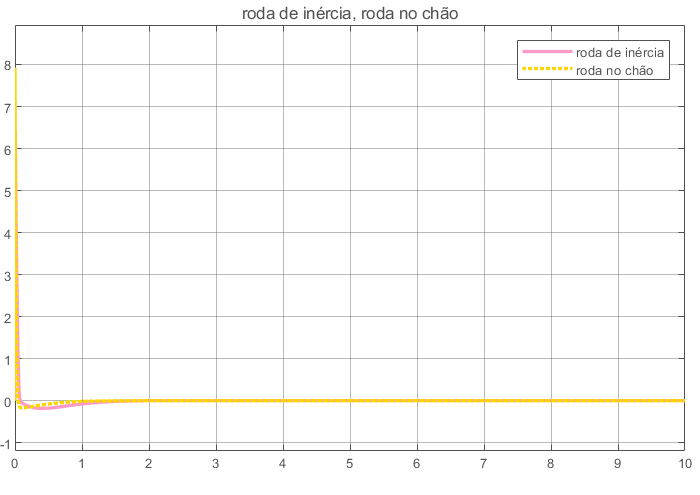 roda de inércia, roda no chão
roda de inércia
roda no chão
8
7
6
5
4
3
2
1
0
-1
0 1 2 3 4 5 6 7 8 9 10